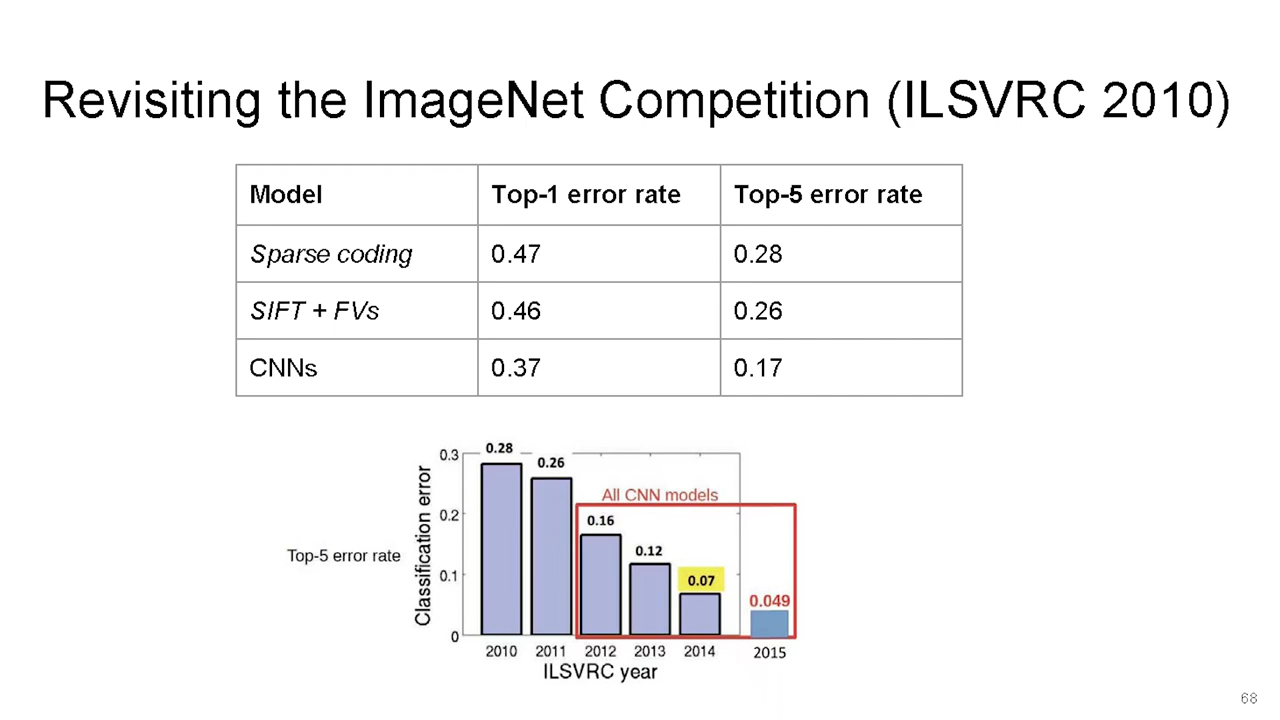 Revisiting the ImageNet Competition (ILSVRC 2010)
Model Top-1 error rate Top-5 error rate
Sparse coding 0.47 0.28
SIFT + FVs 0.46 0.26
CNNs 0.37 0.17
Top-5 error rate
Classification error
0.3
0.2
0.1
0
0.28
0.26
All CNN models
0.16
0.12
0.07
0.049
2010 2011 2012 2013 2014 2015
ILSVRC year
68